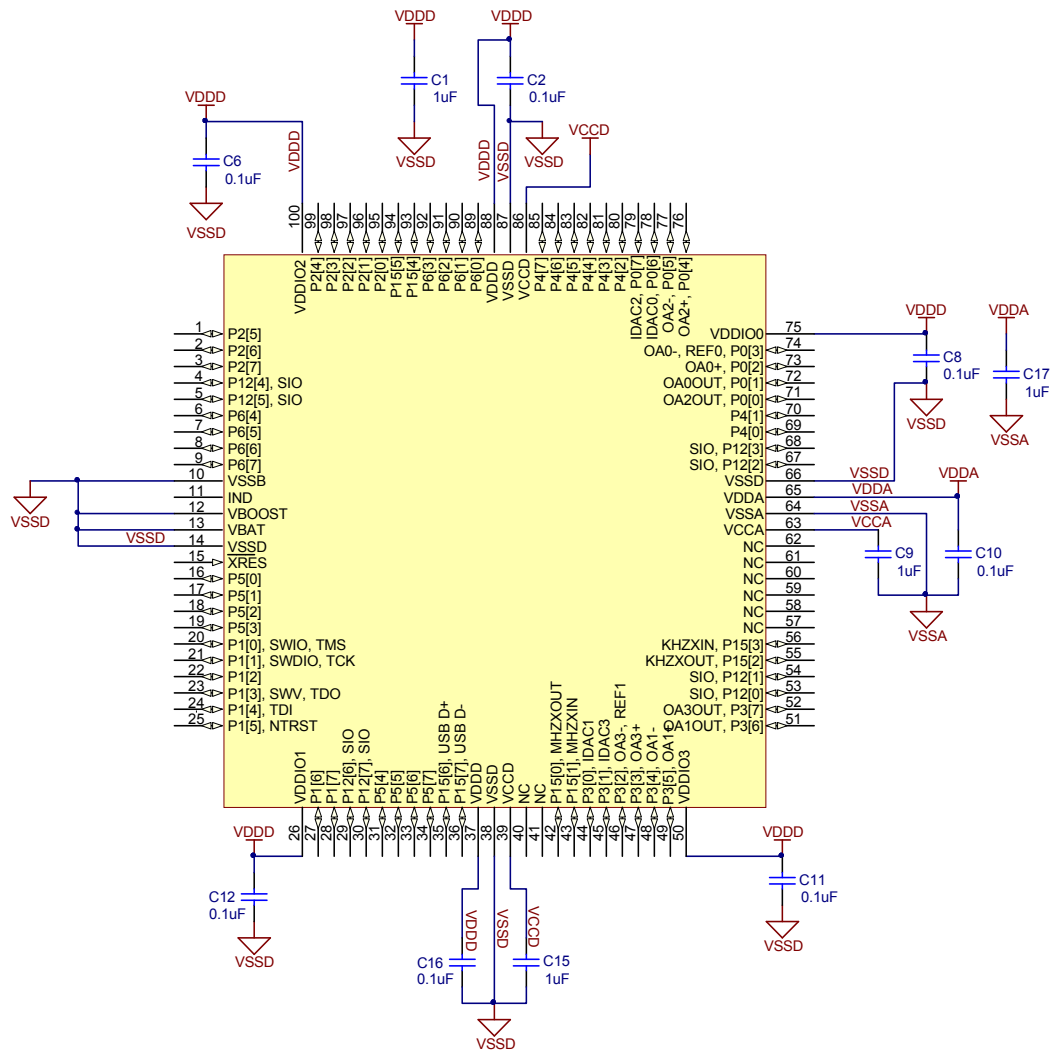 VDDD
VDDD
C1
1uF
C2
0.1uF
VSSD
VSSD
VDDD
VSSD
VCCD
VDDD
C6
0.1uF
VDDD
VSSD
100
99
98
97
96
95
94
93
92
91
90
89
88
87
86
85
84
83
82
81
80
79
78
77
76
VDDIO2
P2[4]
P2[3]
P2[2]
P2[1]
P2[0]
P15[5]
P15[4]
P6[3]
P6[2]
P6[1]
P6[0]
VDDD
VSSD
VCCD
P4[7]
P4[6]
P4[5]
P4[4]
P4[3]
P4[2]
IDAC2, P0[7]
IDAC0, P0[6]
OA2-, P0[5]
OA2+, P0[4]
1 P2[5]
2 P2[6]
3 P2[7]
4 P12[4], SIO
5 P12[5], SIO
6 P6[4]
7 P6[5]
8 P6[6]
9 P6[7]
10 VSSB
11 IND
12 VBOOST
13 VBAT
VSSD 14 VSSD
15 XRES
16 P5[0]
17 P5[1]
18 P5[2]
19 P5[3]
20 P1[0], SWIO, TMS
21 P1[1], SWDIO, TCK
22 P1[2]
23 P1[3], SWV, TDO
24 P1[4], TDI
25 P1[5], NTRST
VSSD
VDDIO0 75
OA0-, REF0, P0[3] 74
OA0+, P0[2] 73
OA0OUT, P0[1] 72
OA2OUT, P0[0] 71
P4[1] 70
P4[0] 69
SIO, P12[3] 68
SIO, P12[2] 67
VSSD 66 VSSD
VDDA 65 VDDA
VSSA 64 VSSA
VCCA 63 VCCA
NC 62
NC 61
NC 60
NC 59
NC 58
NC 57
KHZXIN, P15[3] 56
KHZXOUT, P15[2] 55
SIO, P12[1] 54
SIO, P12[0] 53
OA3OUT, P3[7] 52
OA1OUT, P3[6] 51
VDDD
C8
0.1uF
VSSD
VDDA
C17
1uF
VSSA
VDDA
C9
1uF
C10
0.1uF
VSSA
VDDIO1
P1[6]
P1[7]
P12[6], SIO
P12[7], SIO
P5[4]
P5[5]
P5[6]
P5[7]
P15[6], USB D+
P15[7], USB D-
VDDD
VSSD
VCCD
NC
NC
P15[0], MHZXOUT
P15[1], MHZXIN
P3[0], IDAC1
P3[1], IDAC3
P3[2], OA3-, REF1
P3[3], OA3+
P3[4], OA1-
P3[5], OA1+
VDDIO3
26
27
28
29
30
31
32
33
34
35
36
37
38
39
40
41
42
43
44
45
46
47
48
49
50
VDDD
C12
0.1uF
VSSD
VDDD
VSSD
VCCD
C16
0.1uF
C15
1uF
VSSD
VDDD
C11
0.1uF
VSSD